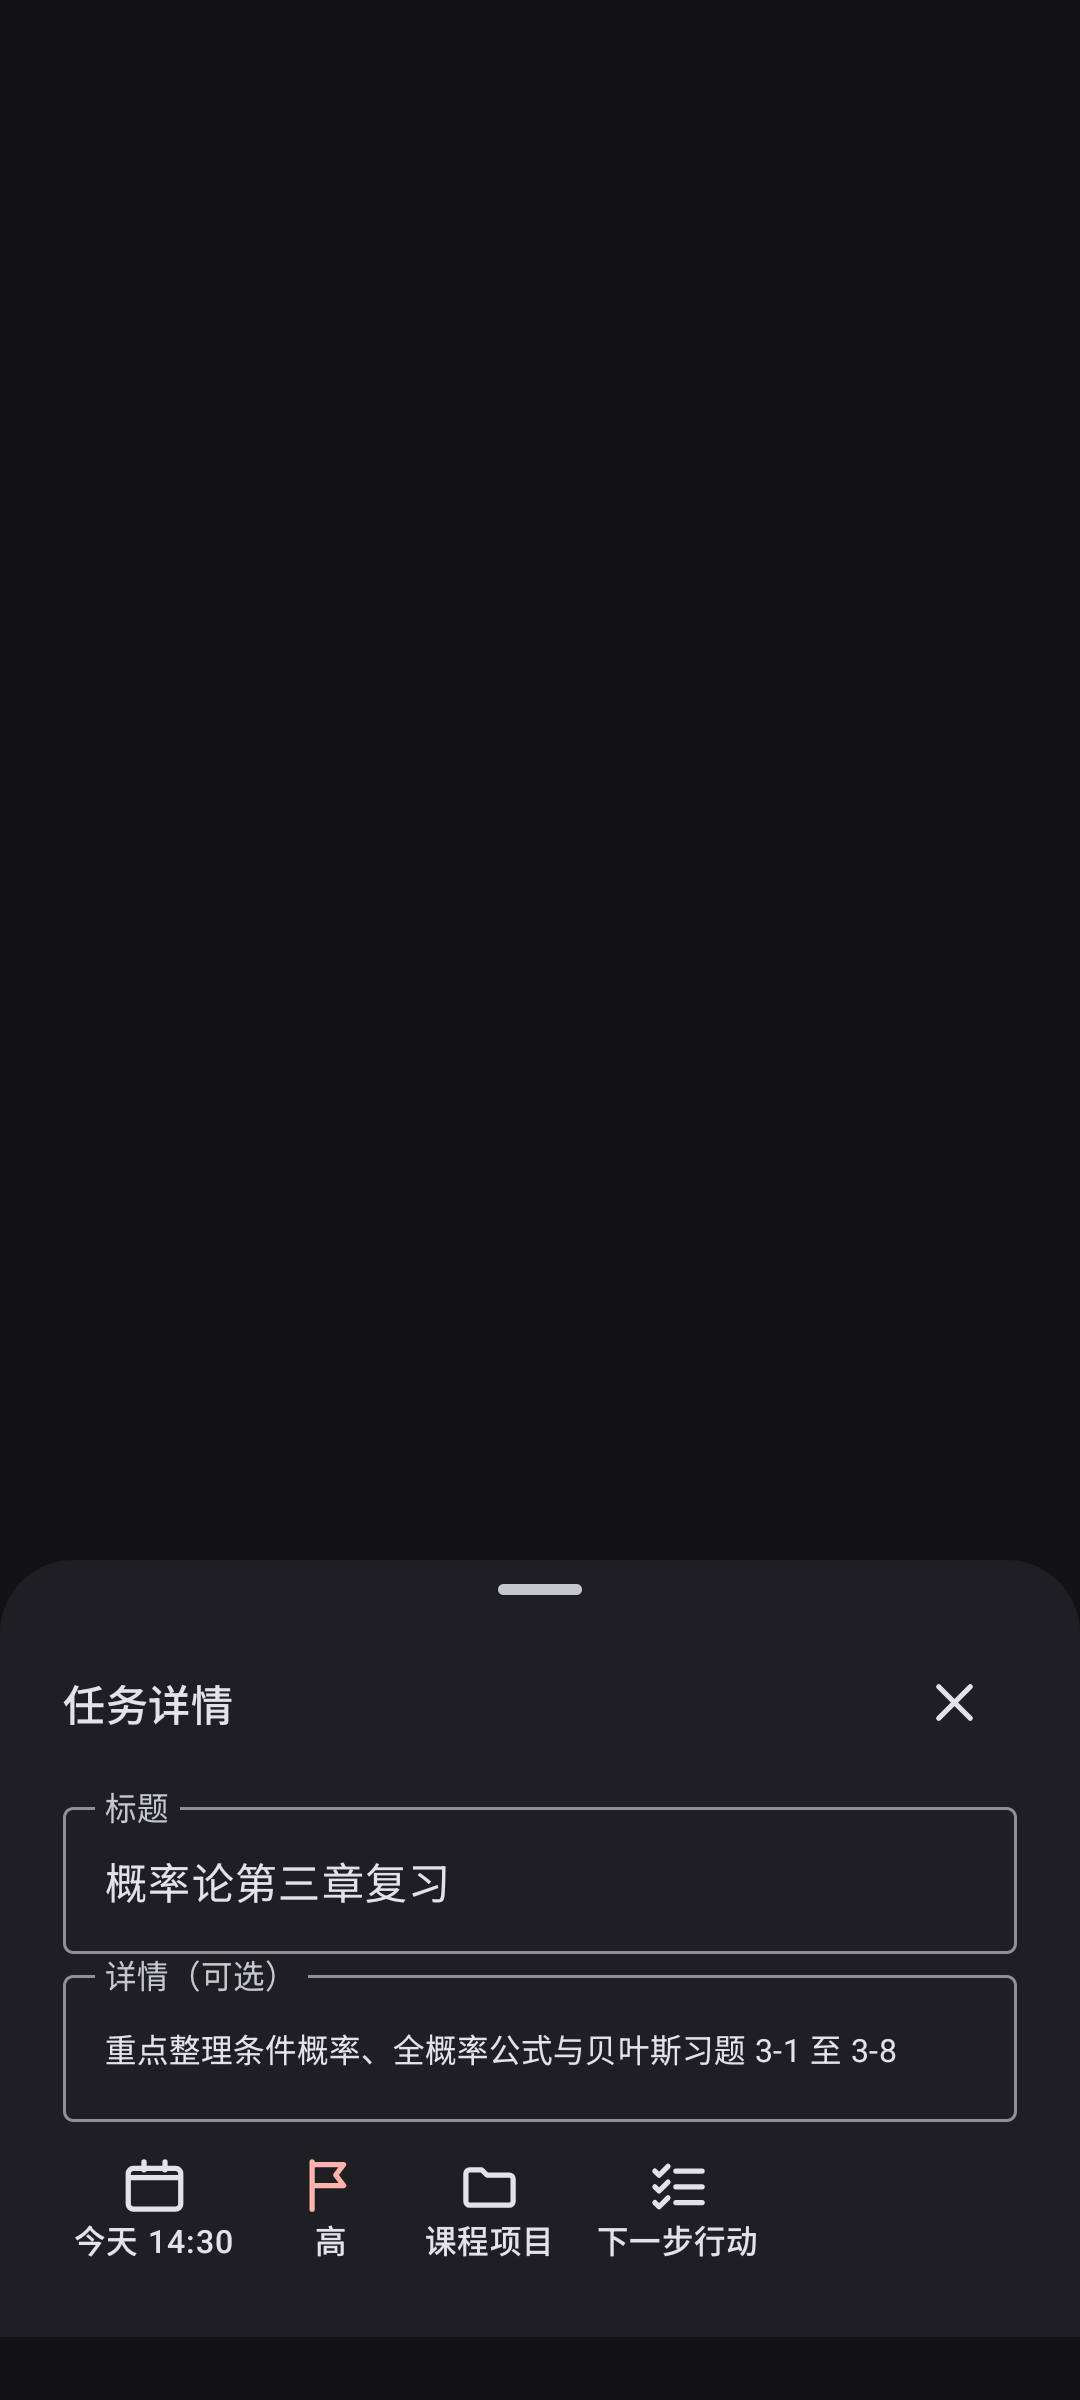 任务详情
标题
概率论第三章复习
详情（可选）
重点整理条件概率、全概率公式与贝叶斯习题 3-1 至 3-8
今天 14:30
高
课程项目
下一步行动